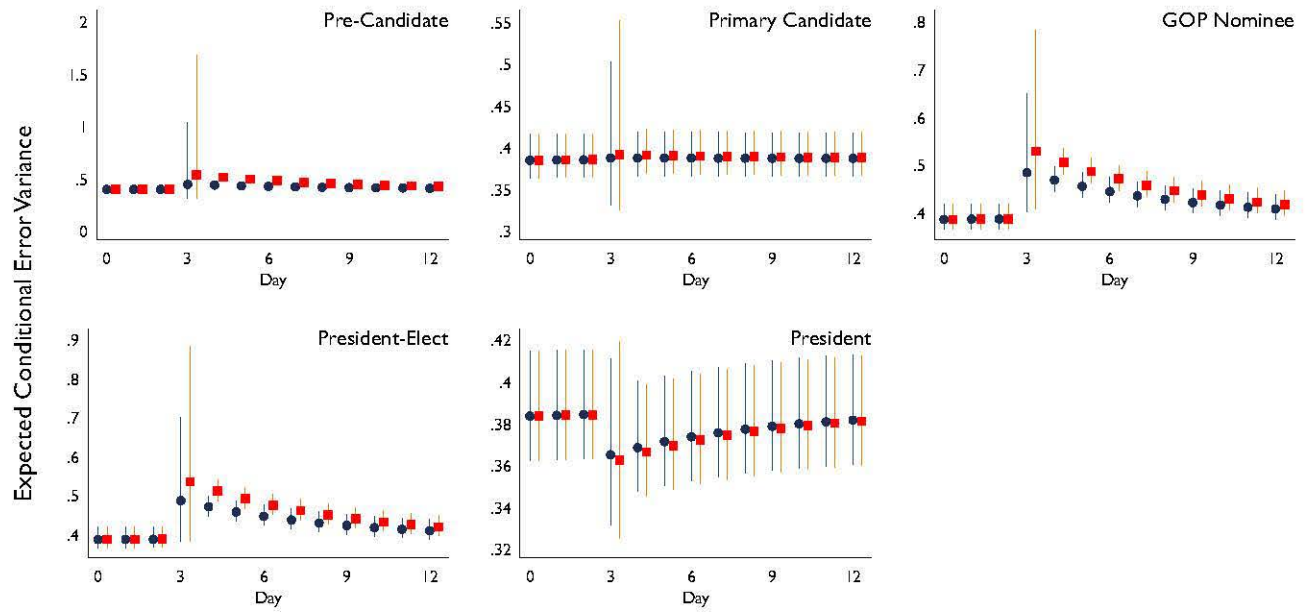 Expected Conditional Error Variance
Pre-Candidate
2
1.5
1
.5
0
0 3 6 9 12
Day
Primary Candidate
.55
.5
.45
.4
.35
.3
0 3 6 9 12
Day
GOP Nominee
.8
.7
.6
.5
.4
0 3 6 9 12
Day
President-Elect
.9
.8
.7
.6
.5
.4
0 3 6 9 12
Day
President
.42
.4
.38
.36
.34
.32
0 3 6 9 12
Day